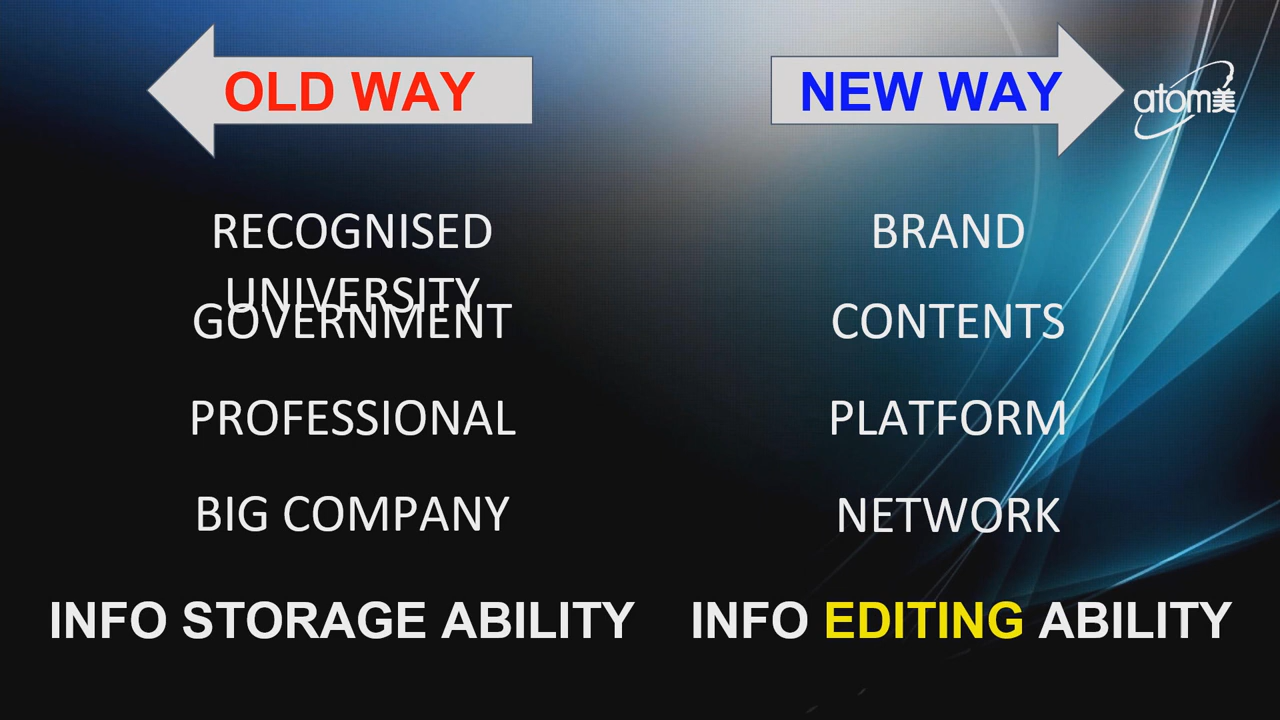 OLD WAY
NEW WAY
atom美
RECOGNISED
UNIVERSITY
GOVERNMENT
PROFESSIONAL
BIG COMPANY
INFO STORAGE ABILITY
BRAND
CONTENTS
PLATFORM
NETWORK
INFO EDITING ABILITY